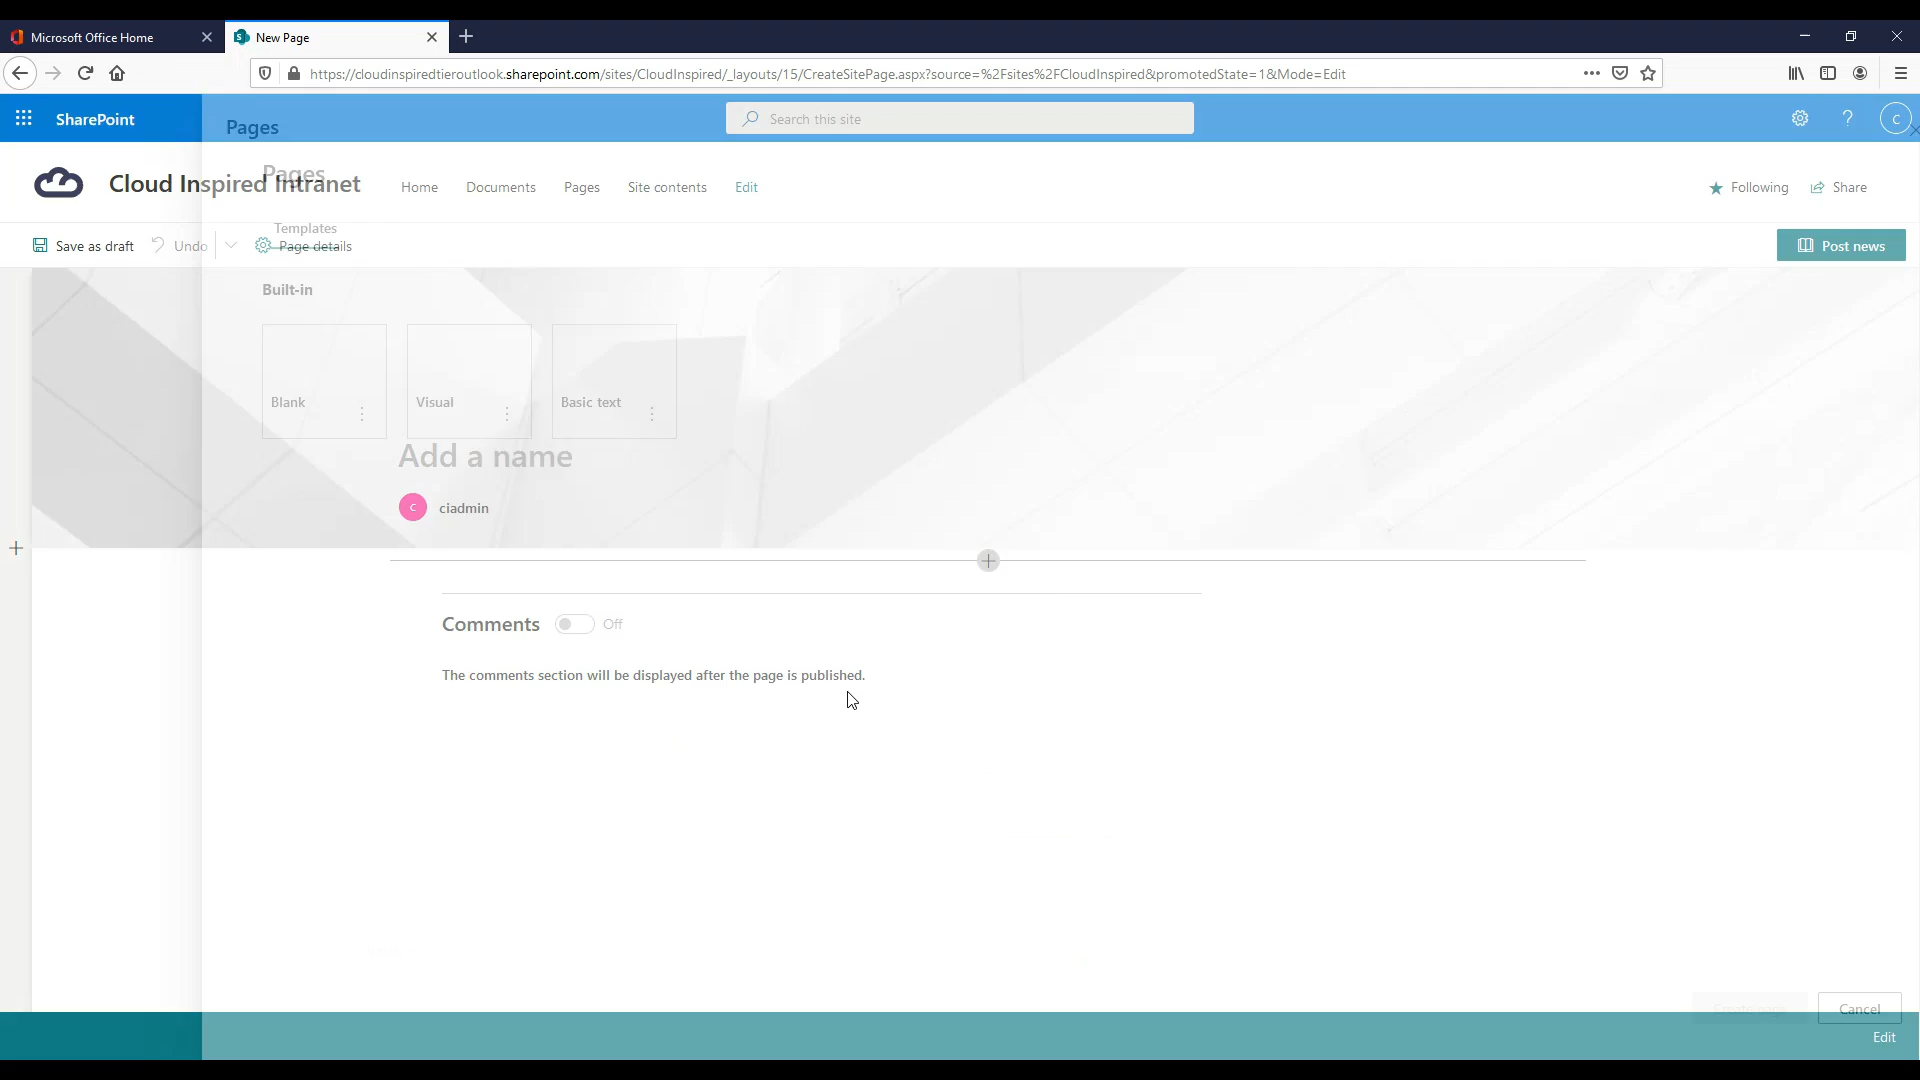 Microsoft Office Home
New Page
https://cloudinspiredtieroutlook.sharepoint.com/sites/CloudInspired/_layouts/15/CreateSitePage.aspx?source=%2Fsites%2FCloudInspired&promotedState=1&Mode=Edit
SharePoint
Pages
Search this site
?
C
Pages
Cloud Inspired Intranet
Home
Documents
Pages
Site contents
Edit
Following
Share
Templates
Save as draft
Undo
Page details
Post news
Built-in
Blank
Visual
Basic text
Add a name
C
ciadmin
Comments
Off
The comments section will be displayed after the page is published.
Create page
Cancel
Edit